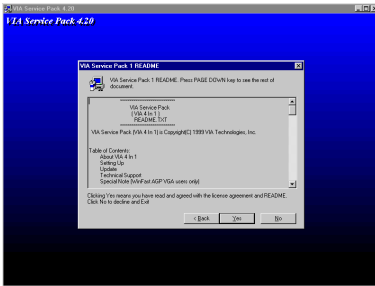 VIA Service Pack 4.20
VIA Service Pack 4.20
VIA Service Pack 1 README
VIA Service Pack 1 README. Press PAGE DOWN key to see the rest of
document.
================================
VIA Service Pack
( VIA 4 In 1 )
README.TXT
================================
VIA Service Pack (VIA 4 In 1) is Copyright(C) 1999 VIA Technologies, Inc.
Table of Contents:
About VIA 4 In 1
Setting Up
Update
Technical Support
Special Note (WinFast AGP VGA users only)
Clicking Yes means you have read and agreed with the license agreement and README.
Click No to decline and Exit
< Back
Yes
No